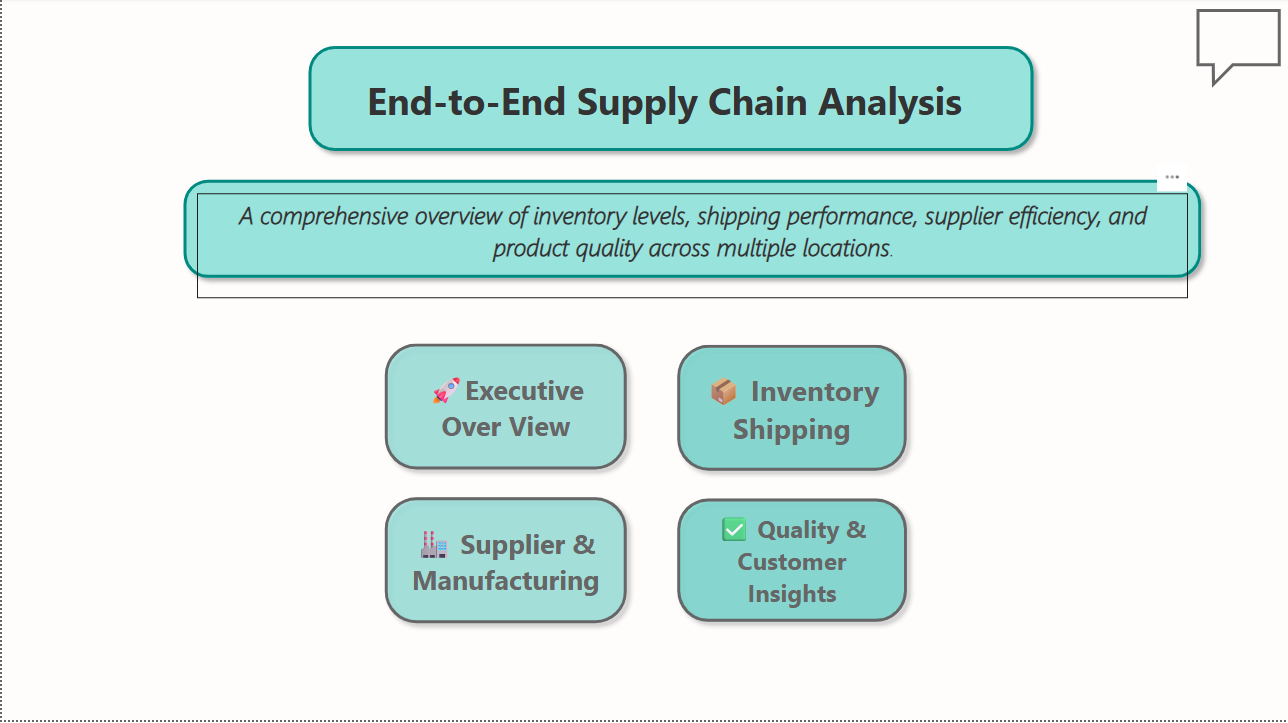 End-to-End Supply Chain Analysis
A comprehensive overview of inventory levels, shipping performance, supplier efficiency, and
product quality across multiple locations.
🚀Executive
Over View
📦 Inventory
Shipping
🏭 Supplier &
Manufacturing
✅ Quality &
Customer
Insights